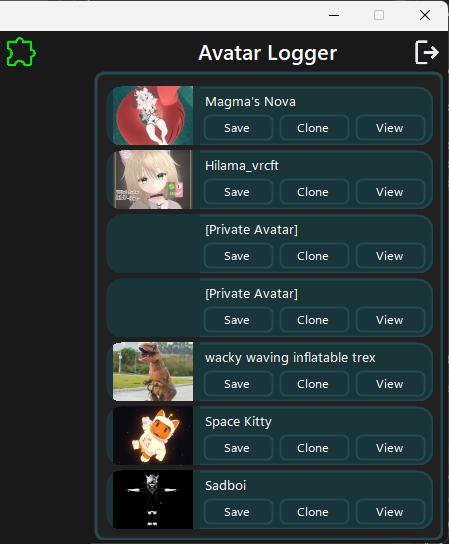 Avatar Logger
Magma's Nova
Save Clone View
Hilama_vrcft
Save Clone View
[Private Avatar]
Save Clone View
[Private Avatar]
Save Clone View
wacky waving inflatable trex
Save Clone View
Space Kitty
Save Clone View
Sadboi
Save Clone View